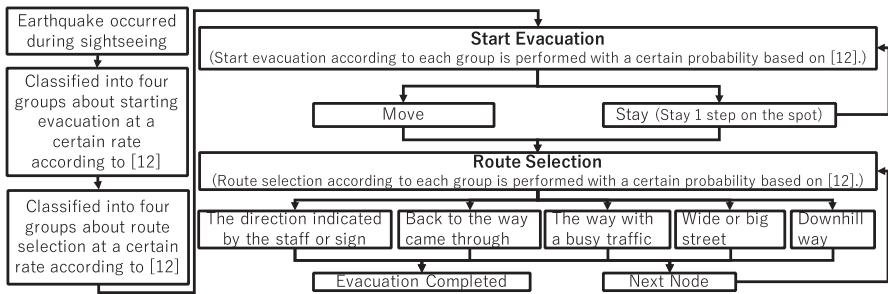 Earthquake occurred
during sightseeing
Classified into four
groups about starting
evacuation at a
certain rate
according to [12]
Classified into four
groups about route
selection at a certain
rate according to [12]
Start Evacuation
(Start evacuation according to each group is performed with a certain probability based on [12].)
Move
Stay (Stay 1 step on the spot)
Route Selection
(Route selection according to each group is performed with a certain probability based on [12].)
The direction indicated
by the staff or sign
Back to the way
came through
The way with
a busy traffic
Wide or big
street
Downhill
way
Evacuation Completed
Next Node